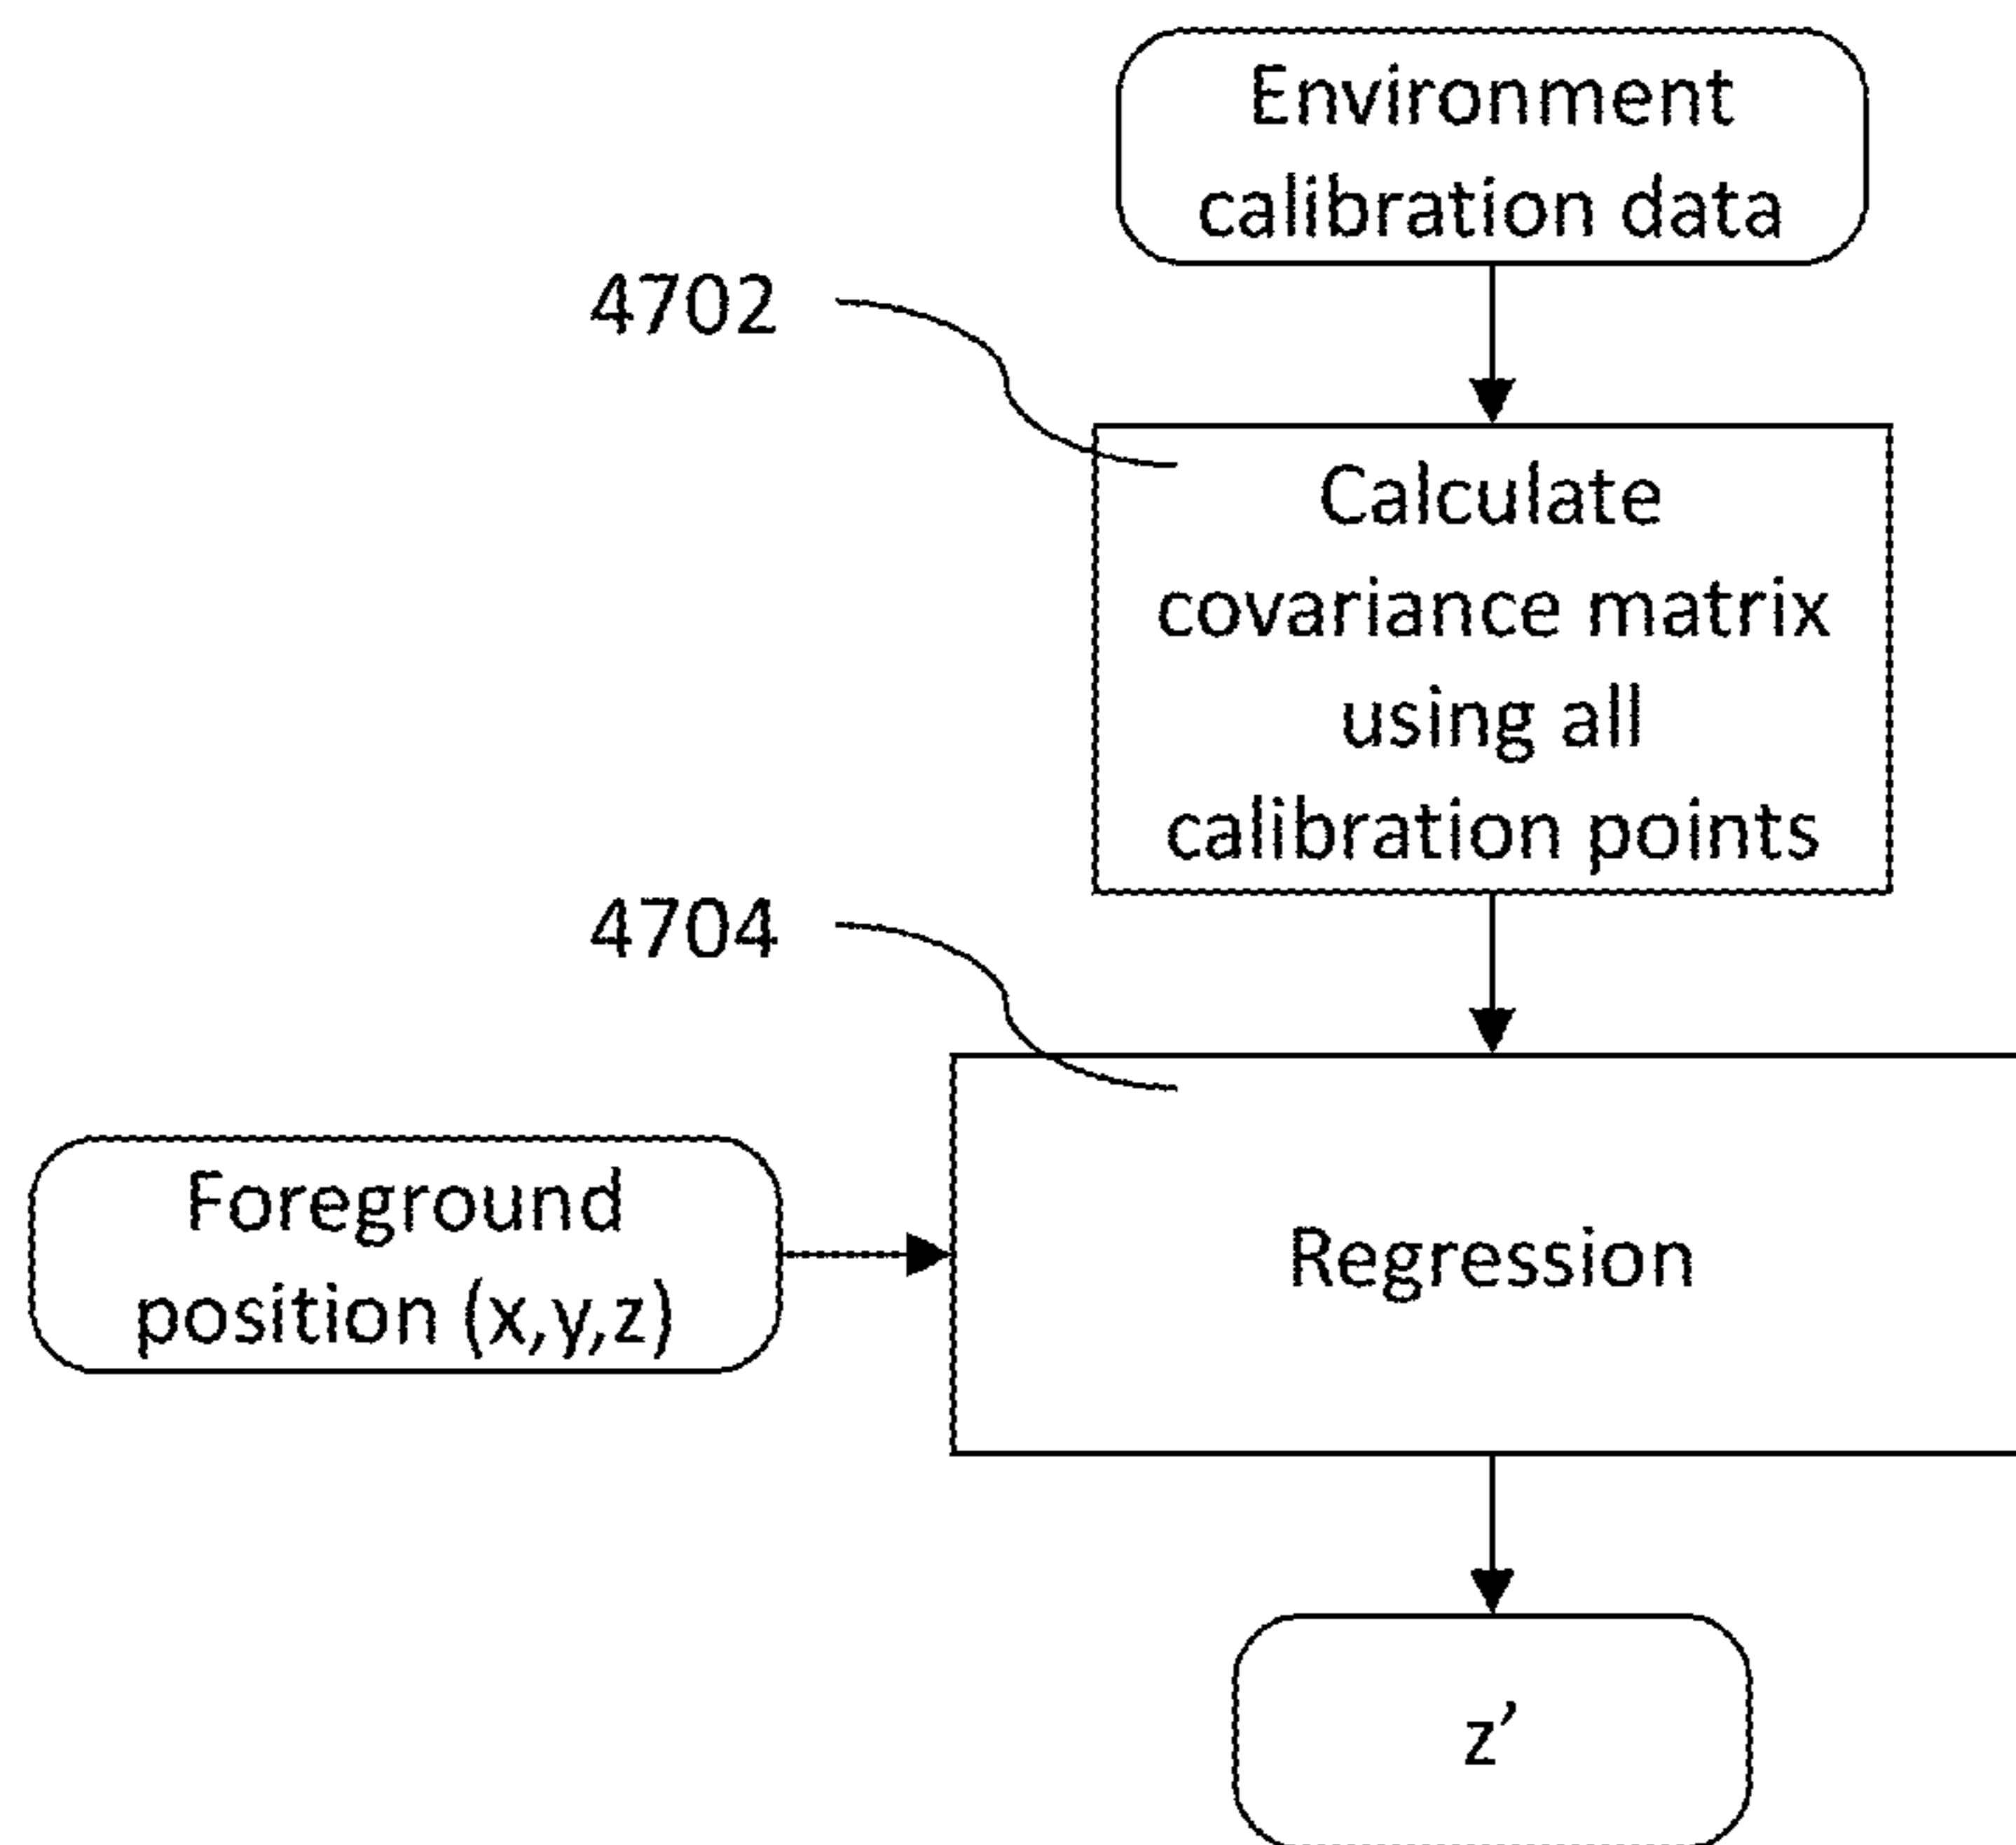 Environment
calibration data
4702
Calculate
covariance matrix
using all
calibration points
4704
Foreground
position (x,y,z)
Regression
z’